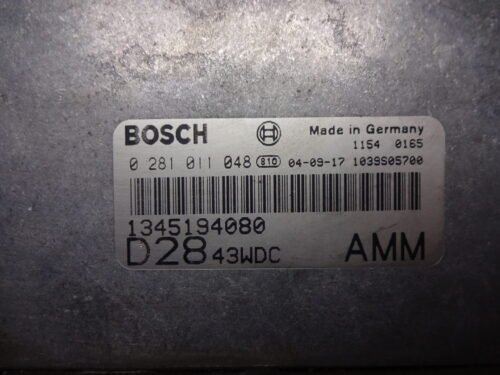 BOSCH Made in Germany
1154 0165
0 281 011 048 810 04-09-17 1039S05700
1345194080
D28 43WDC AMM